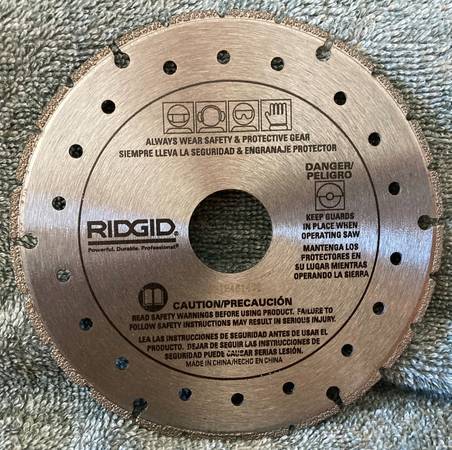 ALWAYS WEAR SAFETY & PROTECTIVE GEAR
SIEMPRE LLEVA LA SEGURIDAD & ENGRANAJE PROTECTOR
DANGER/
PELIGRO
KEEP GUARDS
IN PLACE WHEN
OPERATING SAW
MANTENGA LOS
PROTECTORES EN
SU LUGAR MIENTRAS
OPERANDO LA SIERRA
RIDGID
Powerful. Durable. Professional.®
CAUTION/PRECAUCIÓN
READ SAFETY WARNINGS BEFORE USING PRODUCT. FAILURE TO
FOLLOW SAFETY INSTRUCTIONS MAY RESULT IN SERIOUS INJURY.
LEA LAS INSTRUCCIONES DE SEGURIDAD ANTES DE USAR EL
PRODUCTO. DEJAR DE SEGUIR LAS INSTRUCCIONES DE
SEGURIDAD PUEDE CAUSAR SERIAS LESIÓN.
MADE IN CHINA/HECHO EN CHINA